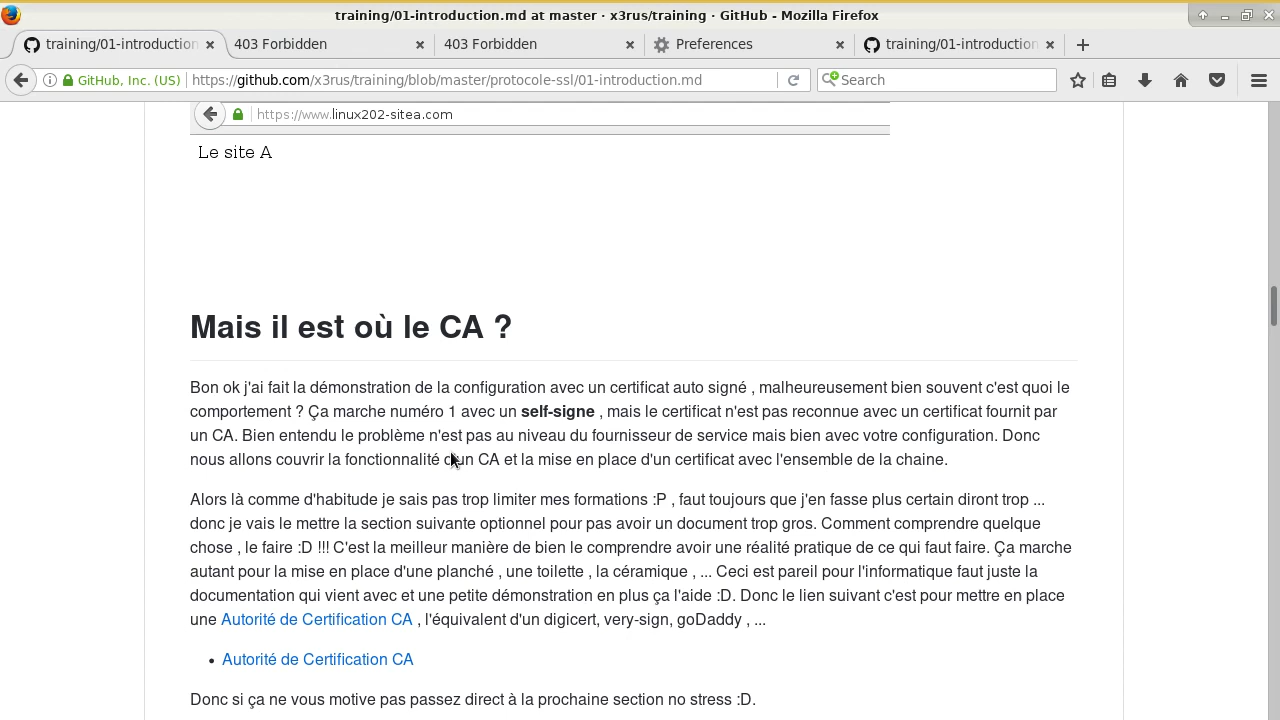 training/01-introduction.md at master · x3rus/training · GitHub - Mozilla Firefox
training/01-introduction
403 Forbidden
403 Forbidden
Preferences
training/01-introduction
GitHub, Inc. (US)
https://github.com/x3rus/training/blob/master/protocole-ssl/01-introduction.md
Search
https://www.linux202-sitea.com
Le site A
Mais il est où le CA ?
Bon ok j'ai fait la démonstration de la configuration avec un certificat auto signé , malheureusement bien souvent c'est quoi le
comportement ? Ça marche numéro 1 avec un self-signe , mais le certificat n'est pas reconnue avec un certificat fournit par
un CA. Bien entendu le problème n'est pas au niveau du fournisseur de service mais bien avec votre configuration. Donc
nous allons couvrir la fonctionnalité d'un CA et la mise en place d'un certificat avec l'ensemble de la chaine.
Alors là comme d'habitude je sais pas trop limiter mes formations :P , faut toujours que j'en fasse plus certain diront trop ...
donc je vais le mettre la section suivante optionnel pour pas avoir un document trop gros. Comment comprendre quelque
chose , le faire :D !!! C'est la meilleur manière de bien le comprendre avoir une réalité pratique de ce qui faut faire. Ça marche
autant pour la mise en place d'une planché , une toilette , la céramique , ... Ceci est pareil pour l'informatique faut juste la
documentation qui vient avec et une petite démonstration en plus ça l'aide :D. Donc le lien suivant c'est pour mettre en place
une Autorité de Certification CA , l'équivalent d'un digicert, very-sign, goDaddy , ...
• Autorité de Certification CA
Donc si ça ne vous motive pas passez direct à la prochaine section no stress :D.